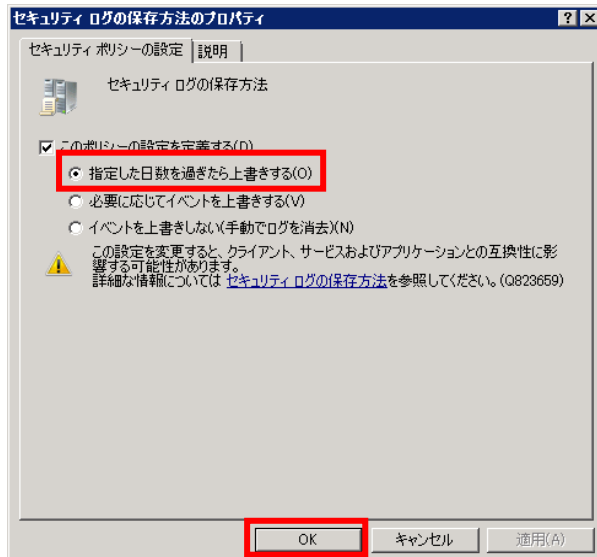 セキュリティ ログの保存方法のプロパティ
セキュリティ ポリシーの設定 説明
セキュリティ ログの保存方法
このポリシーの設定を定義する(D)
指定した日数を過ぎたら上書きする(O)
必要に応じてイベントを上書きする(V)
イベントを上書きしない(手動でログを消去)(N)
この設定を変更すると、クライアント、サービスおよびアプリケーションとの互換性に影
響する可能性があります。
詳細な情報については セキュリティ ログの保存方法を参照してください。(Q823659)
OK キャンセル 適用(A)